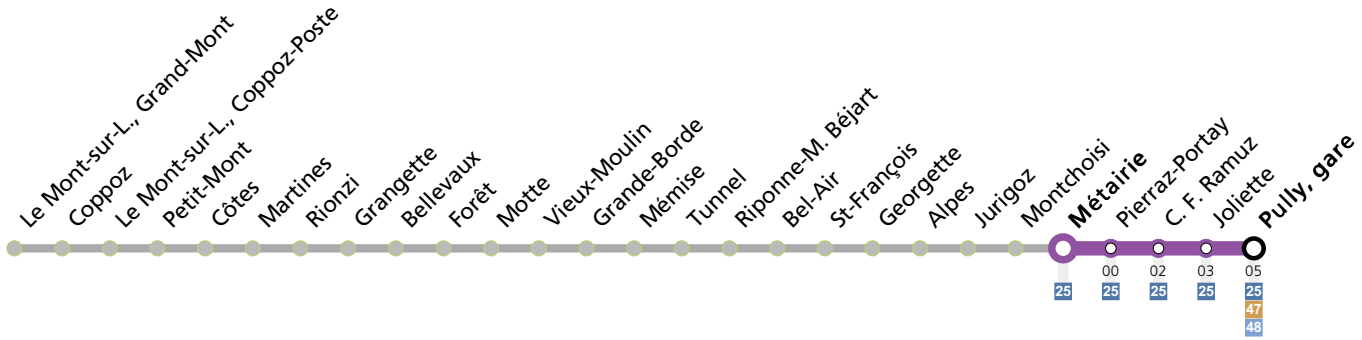 Le Mont-sur-L., Grand-Mont
Coppoz
Le Mont-sur-L., Coppoz-Poste
Petit-Mont
Côtes
Martines
Rionzi
Grangette
Bellevaux
Forêt
Motte
Vieux-Moulin
Grande-Borde
Mémise
Tunnel
Riponne-M. Béjart
Bel-Air
St-François
Georgette
Alpes
Jurigoz
Montchoisi
Métairie
Pierraz-Portay
C. F. Ramuz
Joliette
Pully, gare
00 02 03 05
25 25 25 25 25
47
48